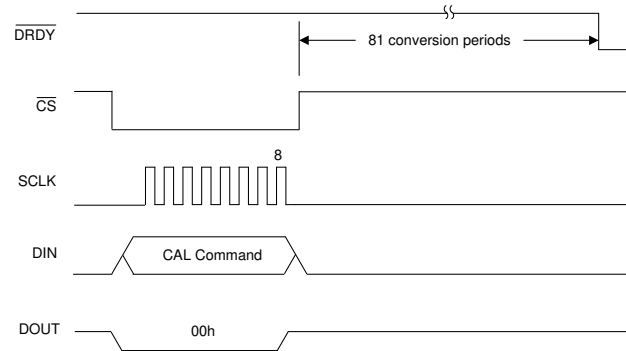 DRDY
81 conversion periods
CS
8
SCLK
DIN
CAL Command
DOUT
00h